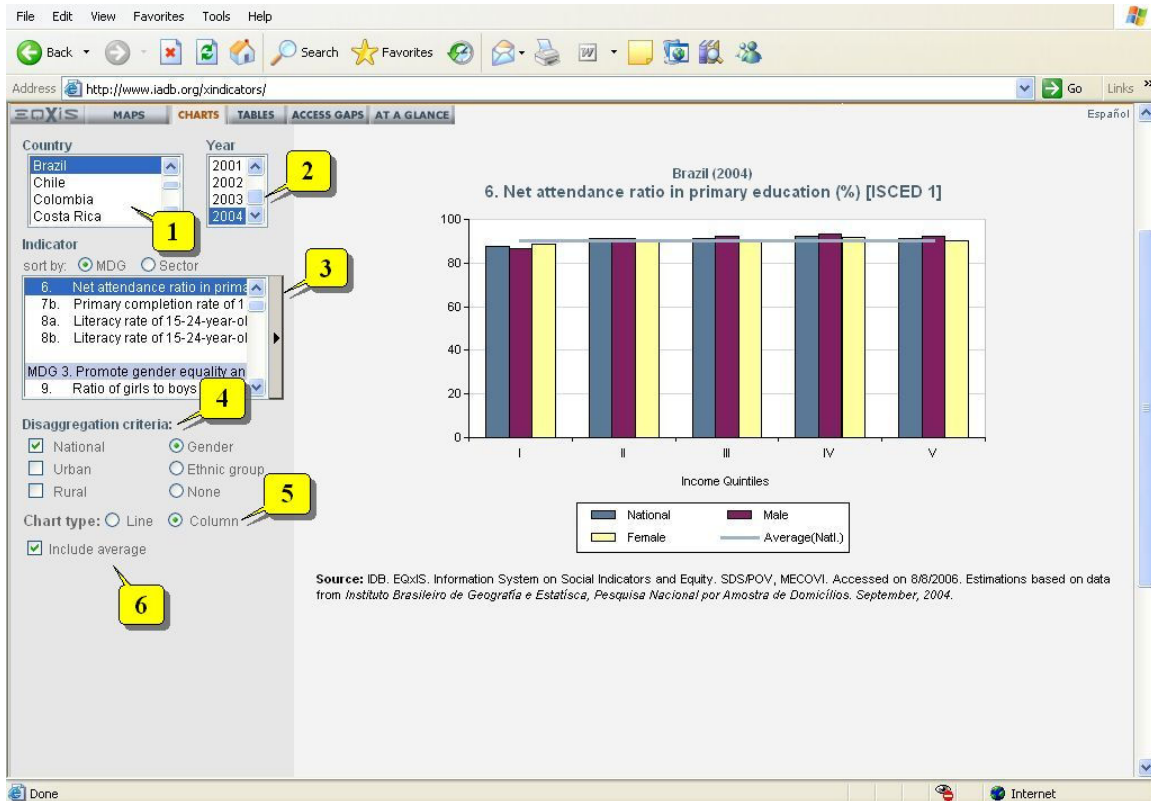 File Edit View Favorites Tools Help
Back Search Favorites
Address http://www.iadb.org/xindicators/ Go Links »
EQXIS MAPS CHARTS TABLES ACCESS GAPS AT A GLANCE Español
Country Year
Brazil 2001
Chile 2002
Colombia 2003
Costa Rica 2004
1
2
Indicator
sort by: MDG Sector
3
6. Net attendance ratio in prima
7b. Primary completion rate of 1
8a. Literacy rate of 15-24-year-ol
8b. Literacy rate of 15-24-year-ol
MDG 3. Promote gender equality an
9. Ratio of girls to boys
4
Disaggregation criteria:
National Gender
Urban Ethnic group
Rural None
5
Chart type: Line Column
Include average
6
Brazil (2004)
6. Net attendance ratio in primary education (%) [ISCED 1]
100
80
60
40
20
0
I II III IV V
Income Quintiles
National Male
Female Average(Natl.)
Source: IDB. EQxIS. Information System on Social Indicators and Equity. SDS/POV, MECOVI. Accessed on 8/8/2006. Estimations based on data
from Instituto Brasileiro de Geografía e Estatísca, Pesquisa Nacional por Amostra de Domicílios. September, 2004.
Done Internet